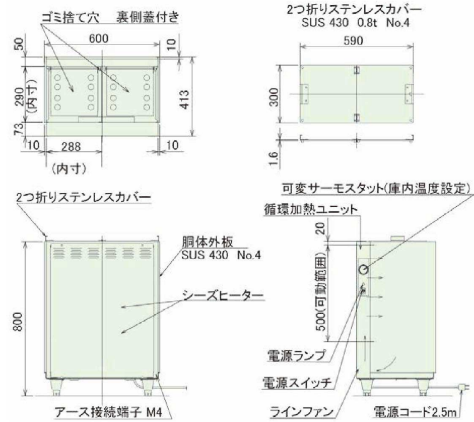 ゴミ捨て穴 裏側蓋付き
600
50
10
290
(内寸)
413
73
10
288
10
(内寸)
2つ折りステンレスカバー
SUS 430 0.8t No.4
590
300
1.6
2つ折りステンレスカバー
胴体外板
SUS 430 No.4
シーズヒーター
800
アース接続端子 M4
可変サーモスタット(庫内温度設定)
循環加熱ユニット
20
500(可動範囲)
電源ランプ
電源スイッチ
ラインファン
電源コード2.5m